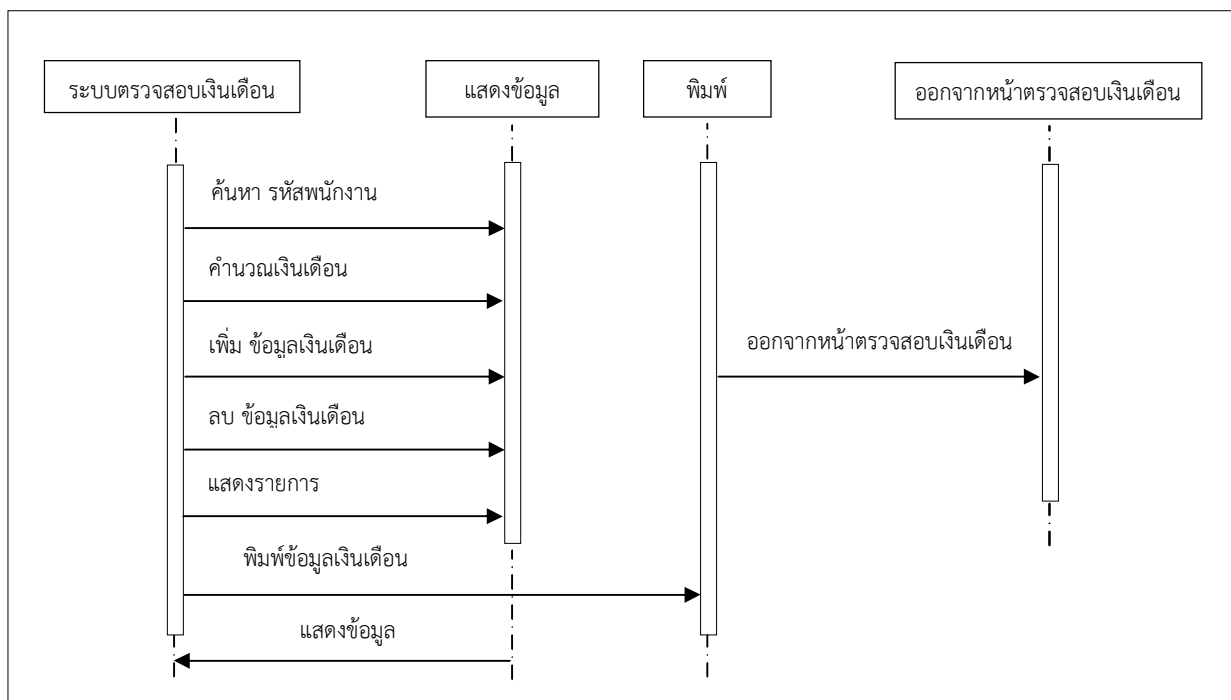 ระบบตรวจสอบเงินเดือน
แสดงข้อมูล
พิมพ์
ออกจากหน้าตรวจสอบเงินเดือน
ค้นหา รหัสพนักงาน
คำนวณเงินเดือน
เพิ่ม ข้อมูลเงินเดือน
ออกจากหน้าตรวจสอบเงินเดือน
ลบ ข้อมูลเงินเดือน
แสดงรายการ
พิมพ์ข้อมูลเงินเดือน
แสดงข้อมูล